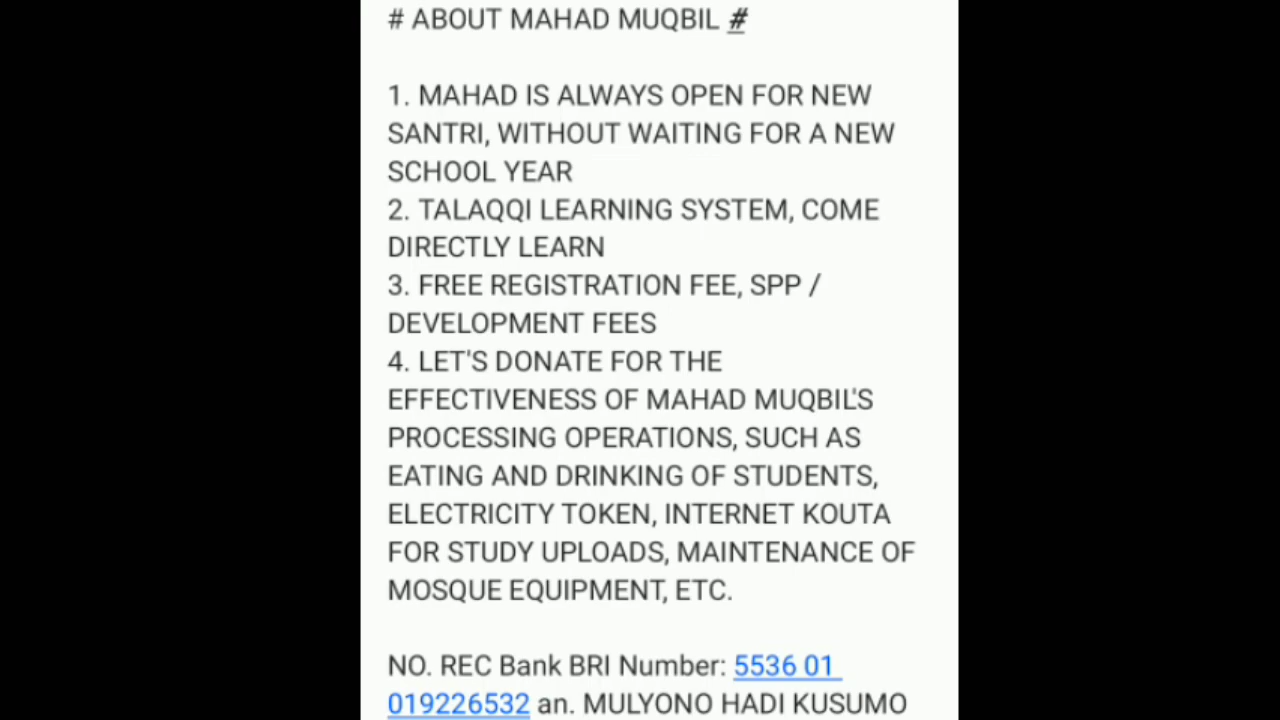 # ABOUT MAHAD MUQBIL #
1. MAHAD IS ALWAYS OPEN FOR NEW
SANTRI, WITHOUT WAITING FOR A NEW
SCHOOL YEAR
2. TALAQQI LEARNING SYSTEM, COME
DIRECTLY LEARN
3. FREE REGISTRATION FEE, SPP /
DEVELOPMENT FEES
4. LET'S DONATE FOR THE
EFFECTIVENESS OF MAHAD MUQBIL'S
PROCESSING OPERATIONS, SUCH AS
EATING AND DRINKING OF STUDENTS,
ELECTRICITY TOKEN, INTERNET KOUTA
FOR STUDY UPLOADS, MAINTENANCE OF
MOSQUE EQUIPMENT, ETC.
NO. REC Bank BRI Number: 5536 01
019226532 an. MULYONO HADI KUSUMO